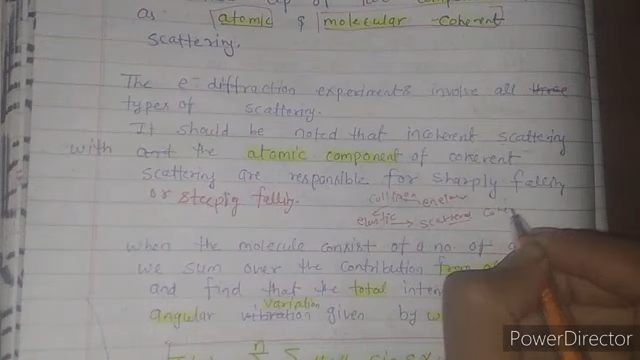 as atomic & molecular -coherent
scattering.
The e- diffraction experiments involve all three
types of scattering.
It should be noted that incoherent scattering
with and the atomic component of coherent
scattering are responsible for sharply falling
or steepig falling.
elastic → scattered
When the molecule consist of a no. of
we sum over the contribution from
and find that the total
variation
angular vibration given by
PowerDirector